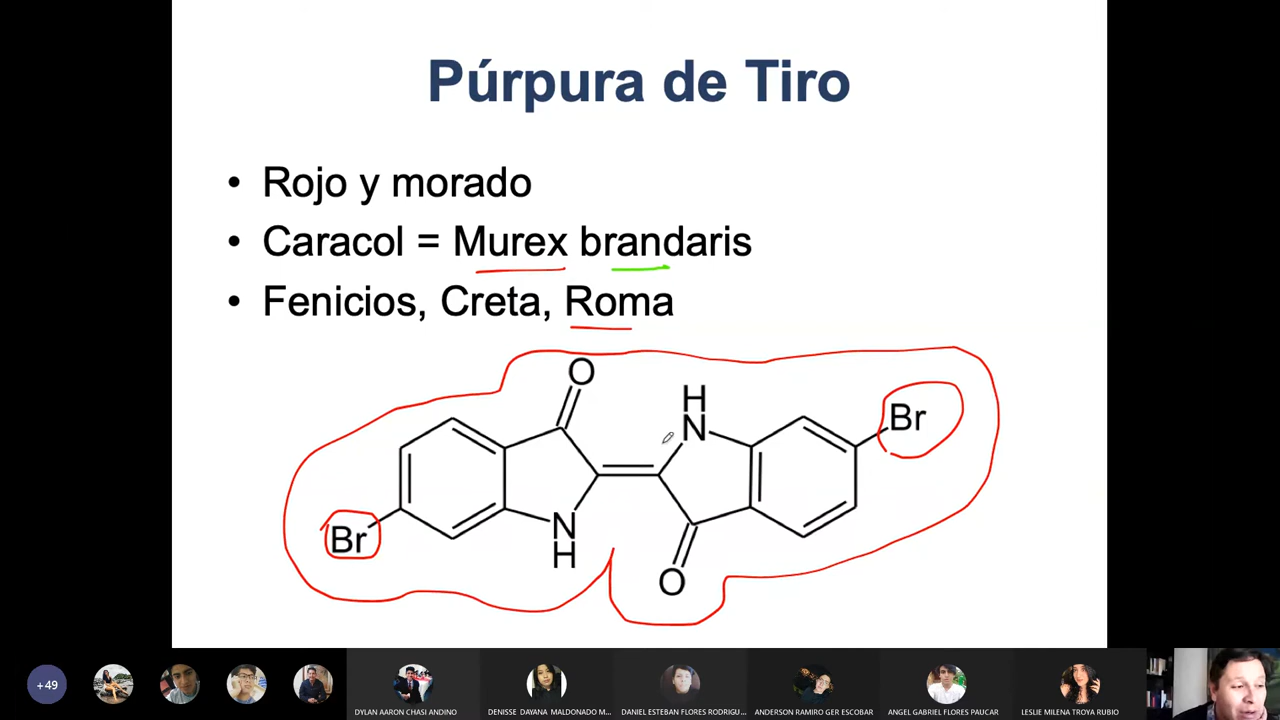 Púrpura de Tiro
• Rojo y morado
• Caracol = Murex brandaris
• Fenicios, Creta, Roma
O
H
N
Br
Br
N
H
O
+49
DYLAN AARON CHASI ANDINO
DENISSE DAYANA MALDONADO M...
DANIEL ESTEBAN FLORES RODRIGU...
ANDERSON RAMIRO GER ESCOBAR
ANGEL GABRIEL FLORES PAUCAR
LESLIE MILENA TROYA RUBIO